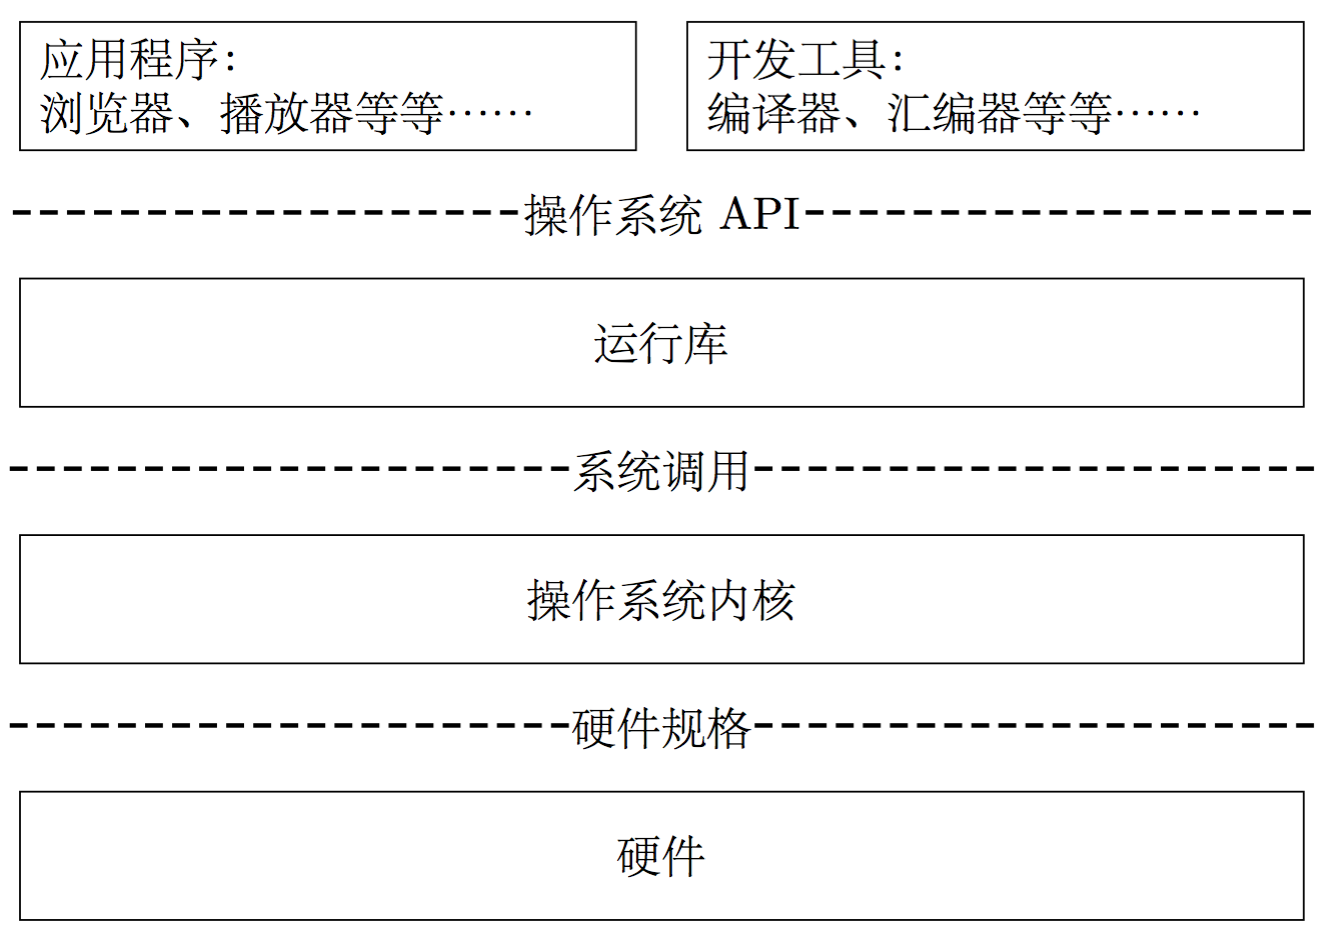 应用程序：
浏览器、播放器等等……
开发工具：
编译器、汇编器等等……
操作系统 API
运行库
系统调用
操作系统内核
硬件规格
硬件